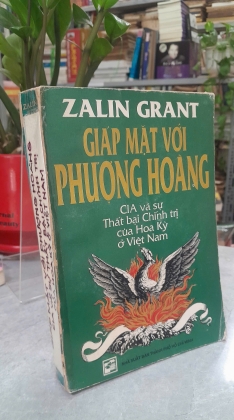 ZALIN GRANT
GIÁP MẶT VỚI
PHƯỢNG HOÀNG
CIA và sự
Thất bại Chính trị
của Hoa Kỳ
ở Việt Nam